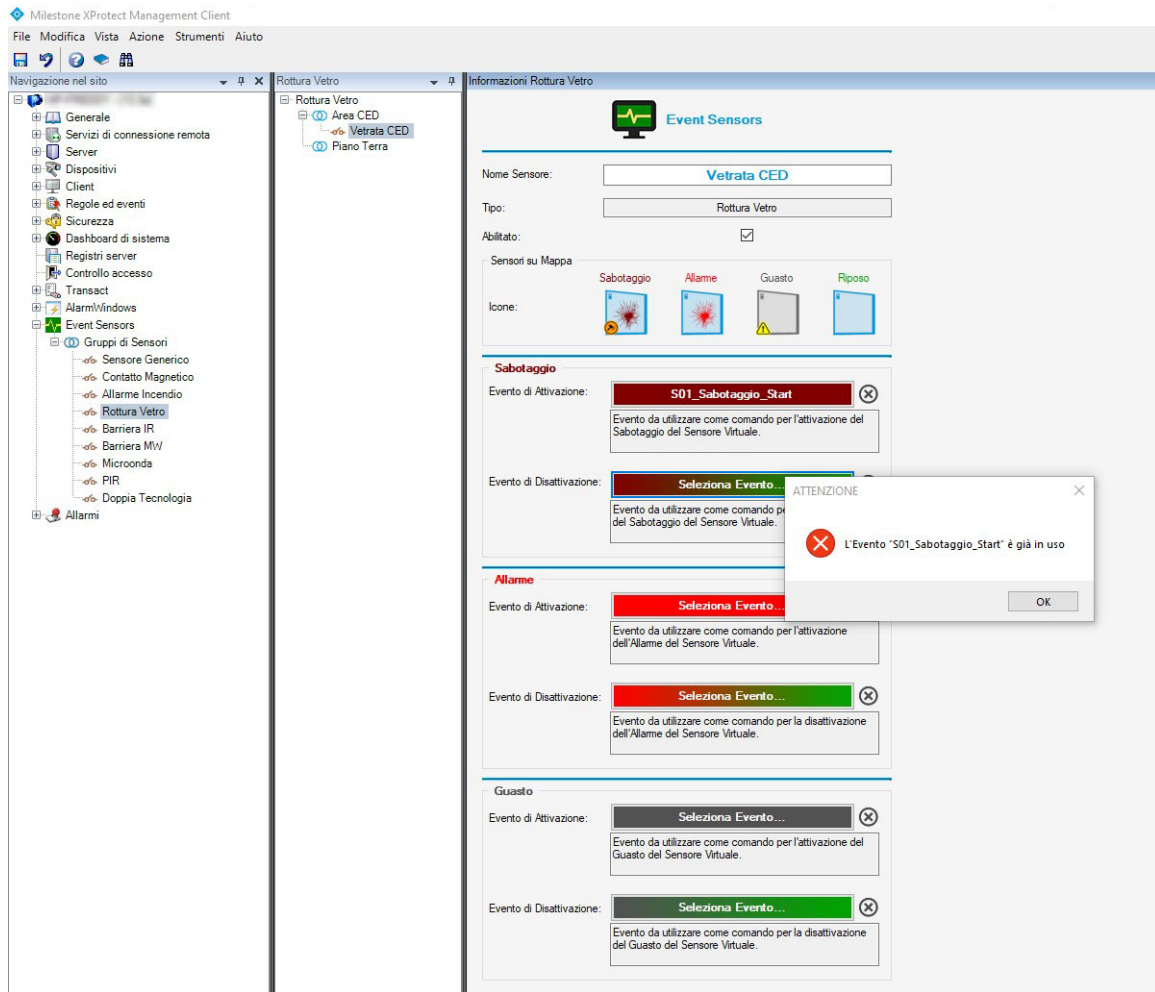 Milestone XProtect Management Client
File Modifica Vista Azione Strumenti Aiuto
Navigazione nel sito
Generale
Servizi di connessione remota
Server
Dispositivi
Client
Regole ed eventi
Sicurezza
Dashboard di sistema
Registri server
Controllo accesso
Transact
AlarmWindows
Event Sensors
Gruppi di Sensori
Sensore Generico
Contatto Magnetico
Allarme Incendio
Rottura Vetro
Barriera IR
Barriera MW
Microonda
PIR
Doppia Tecnologia
Allarmi
Rottura Vetro
Rottura Vetro
Area CED
Vetrata CED
Piano Terra
Informazioni Rottura Vetro
Event Sensors
Nome Sensore: Vetrata CED
Tipo: Rottura Vetro
Abilitato:
Sensori su Mappa
Sabotaggio Allarme Guasto Riposo
Icone:
Sabotaggio
Evento di Attivazione: S01_Sabotaggio_Start
Evento da utilizzare come comando per l'attivazione del
Sabotaggio del Sensore Virtuale.
Evento di Disattivazione: Seleziona Evento...
Evento da utilizzare come comando
del Sabotaggio del Sensore Virtuale.
ATTENZIONE
L'Evento "S01_Sabotaggio_Start" è già in uso
OK
Allarme
Evento di Attivazione: Seleziona Evento...
Evento da utilizzare come comando per l'attivazione
dell'Allarme del Sensore Virtuale.
Evento di Disattivazione: Seleziona Evento...
Evento da utilizzare come comando per la disattivazione
dell'Allarme del Sensore Virtuale.
Guasto
Evento di Attivazione: Seleziona Evento...
Evento da utilizzare come comando per l'attivazione del
Guasto del Sensore Virtuale.
Evento di Disattivazione: Seleziona Evento...
Evento da utilizzare come comando per la disattivazione
del Guasto del Sensore Virtuale.